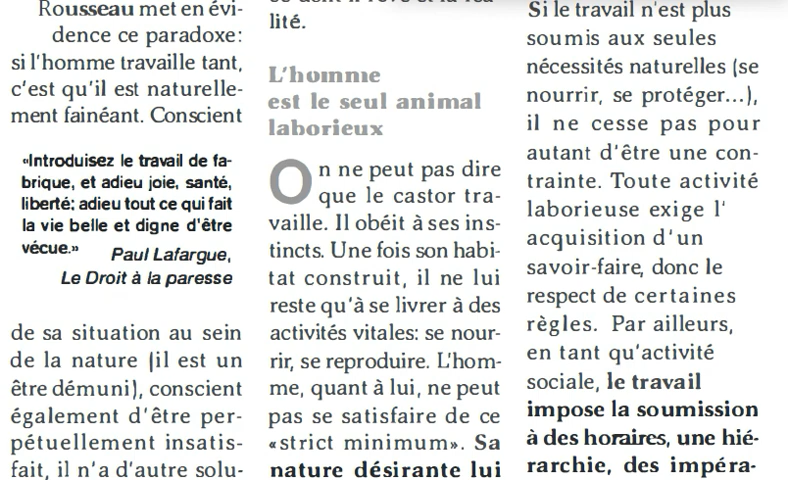 Rousseau met en évi-
dence ce paradoxe:
si l'homme travaille tant,
c'est qu'il est naturelle-
ment fainéant. Conscient
«Introduisez le travail de fa-
brique, et adieu joie, santé,
liberté; adieu tout ce qui fait
la vie belle et digne d'être
vécue.»
Paul Lafargue,
Le Droit à la paresse
de sa situation au sein
de la nature (il est un
être démuni), conscient
également d'être per-
pétuellement insatis-
fait, il n'a d'autre solu-
lité.
L'homme
est le seul animal
laborieux
On ne peut pas dire
que le castor tra-
vaille. Il obéit à ses ins-
tincts. Une fois son habi-
tat construit, il ne lui
reste qu'à se livrer à des
activités vitales: se nour-
rir, se reproduire. L'hom-
me, quant à lui, ne peut
pas se satisfaire de ce
«strict minimum». Sa
nature désirante lui
Si le travail n'est plus
soumis aux seules
nécessités naturelles (se
nourrir, se protéger...),
il ne cesse pas pour
autant d'être une con-
trainte. Toute activité
laborieuse exige l'
acquisition d'un
savoir-faire, donc le
respect de certaines
règles. Par ailleurs,
en tant qu'activité
sociale, le travail
impose la soumission
à des horaires, une hié-
rarchie, des impéra-